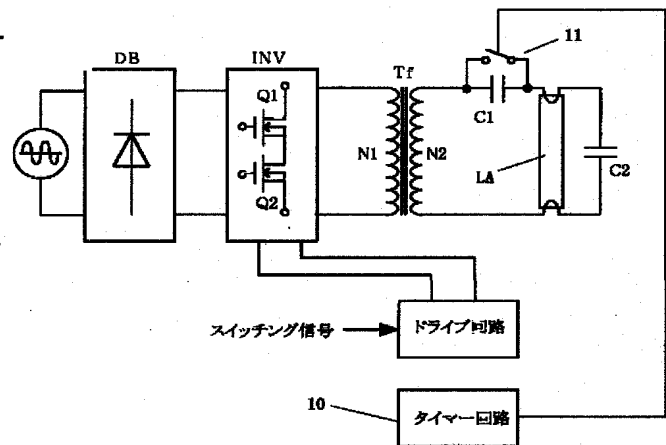 DB
INV
Tf
11
Q1
Q2
N1
N2
C1
LA
C2
スイッチング信号
ドライブ回路
10
タイマー回路